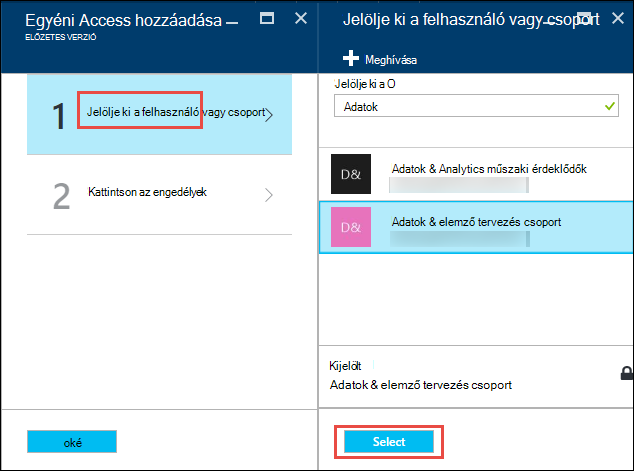 Egyéni Access hozzáadása
ELŐZETES VERZIÓ
1
Jelölje ki a felhasználó vagy csoport
2
Kattintson az engedélyek
oké
Jelölje ki a felhasználó vagy csoport
Meghívása
Jelölje ki a O
Adatok
D&
Adatok & Analytics műszaki érdeklődők
D&
Adatok & elemző tervezés csoport
Kijelölt
Adatok & elemző tervezés csoport
Select